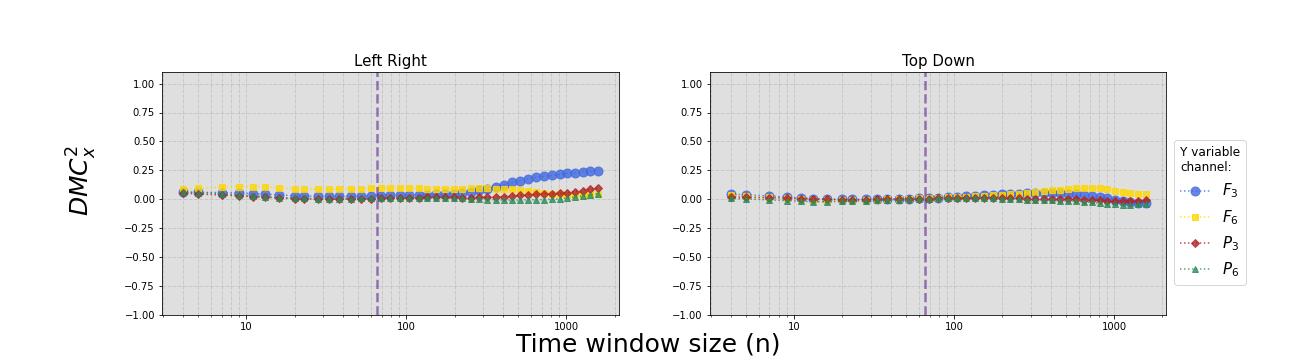 Left Right
Top Down
1.00
0.75
0.50
0.25
0.00
−0.25
−0.50
−0.75
−1.00
10
100
1000
1.00
0.75
0.50
0.25
0.00
−0.25
−0.50
−0.75
−1.00
10
100
1000
DMC²ₓ
Time window size (n)
Y variable
channel:
F₃
F₆
P₃
P₆